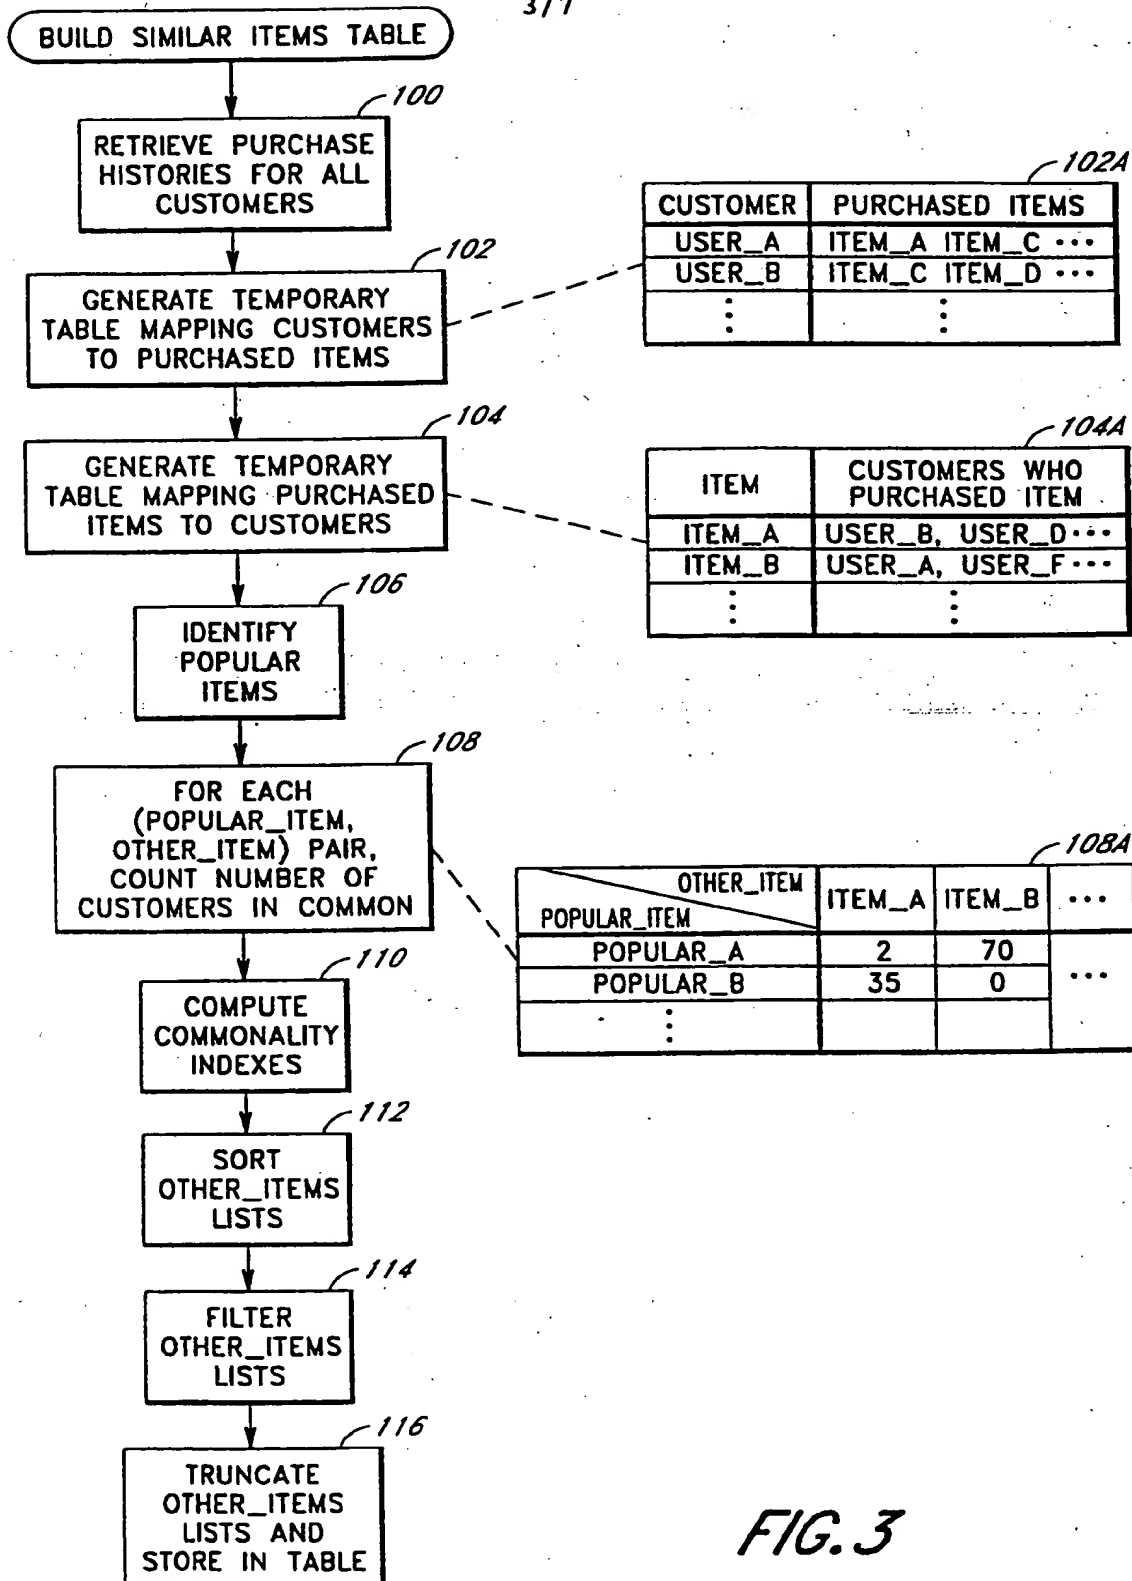 3/7
BUILD SIMILAR ITEMS TABLE
100
RETRIEVE PURCHASE
HISTORIES FOR ALL
CUSTOMERS
102
GENERATE TEMPORARY
TABLE MAPPING CUSTOMERS
TO PURCHASED ITEMS
102A
CUSTOMER PURCHASED ITEMS
USER_A ITEM_A ITEM_C •••
USER_B ITEM_C ITEM_D •••
104
GENERATE TEMPORARY
TABLE MAPPING PURCHASED
ITEMS TO CUSTOMERS
104A
ITEM CUSTOMERS WHO
PURCHASED ITEM
ITEM_A USER_B, USER_D •••
ITEM_B USER_A, USER_F •••
106
IDENTIFY
POPULAR
ITEMS
108
FOR EACH
(POPULAR_ITEM,
OTHER_ITEM) PAIR,
COUNT NUMBER OF
CUSTOMERS IN COMMON
108A
OTHER_ITEM ITEM_A ITEM_B •••
POPULAR_ITEM
POPULAR_A 2 70
POPULAR_B 35 0 •••
110
COMPUTE
COMMONALITY
INDEXES
112
SORT
OTHER_ITEMS
LISTS
114
FILTER
OTHER_ITEMS
LISTS
116
TRUNCATE
OTHER_ITEMS
LISTS AND
STORE IN TABLE
FIG. 3